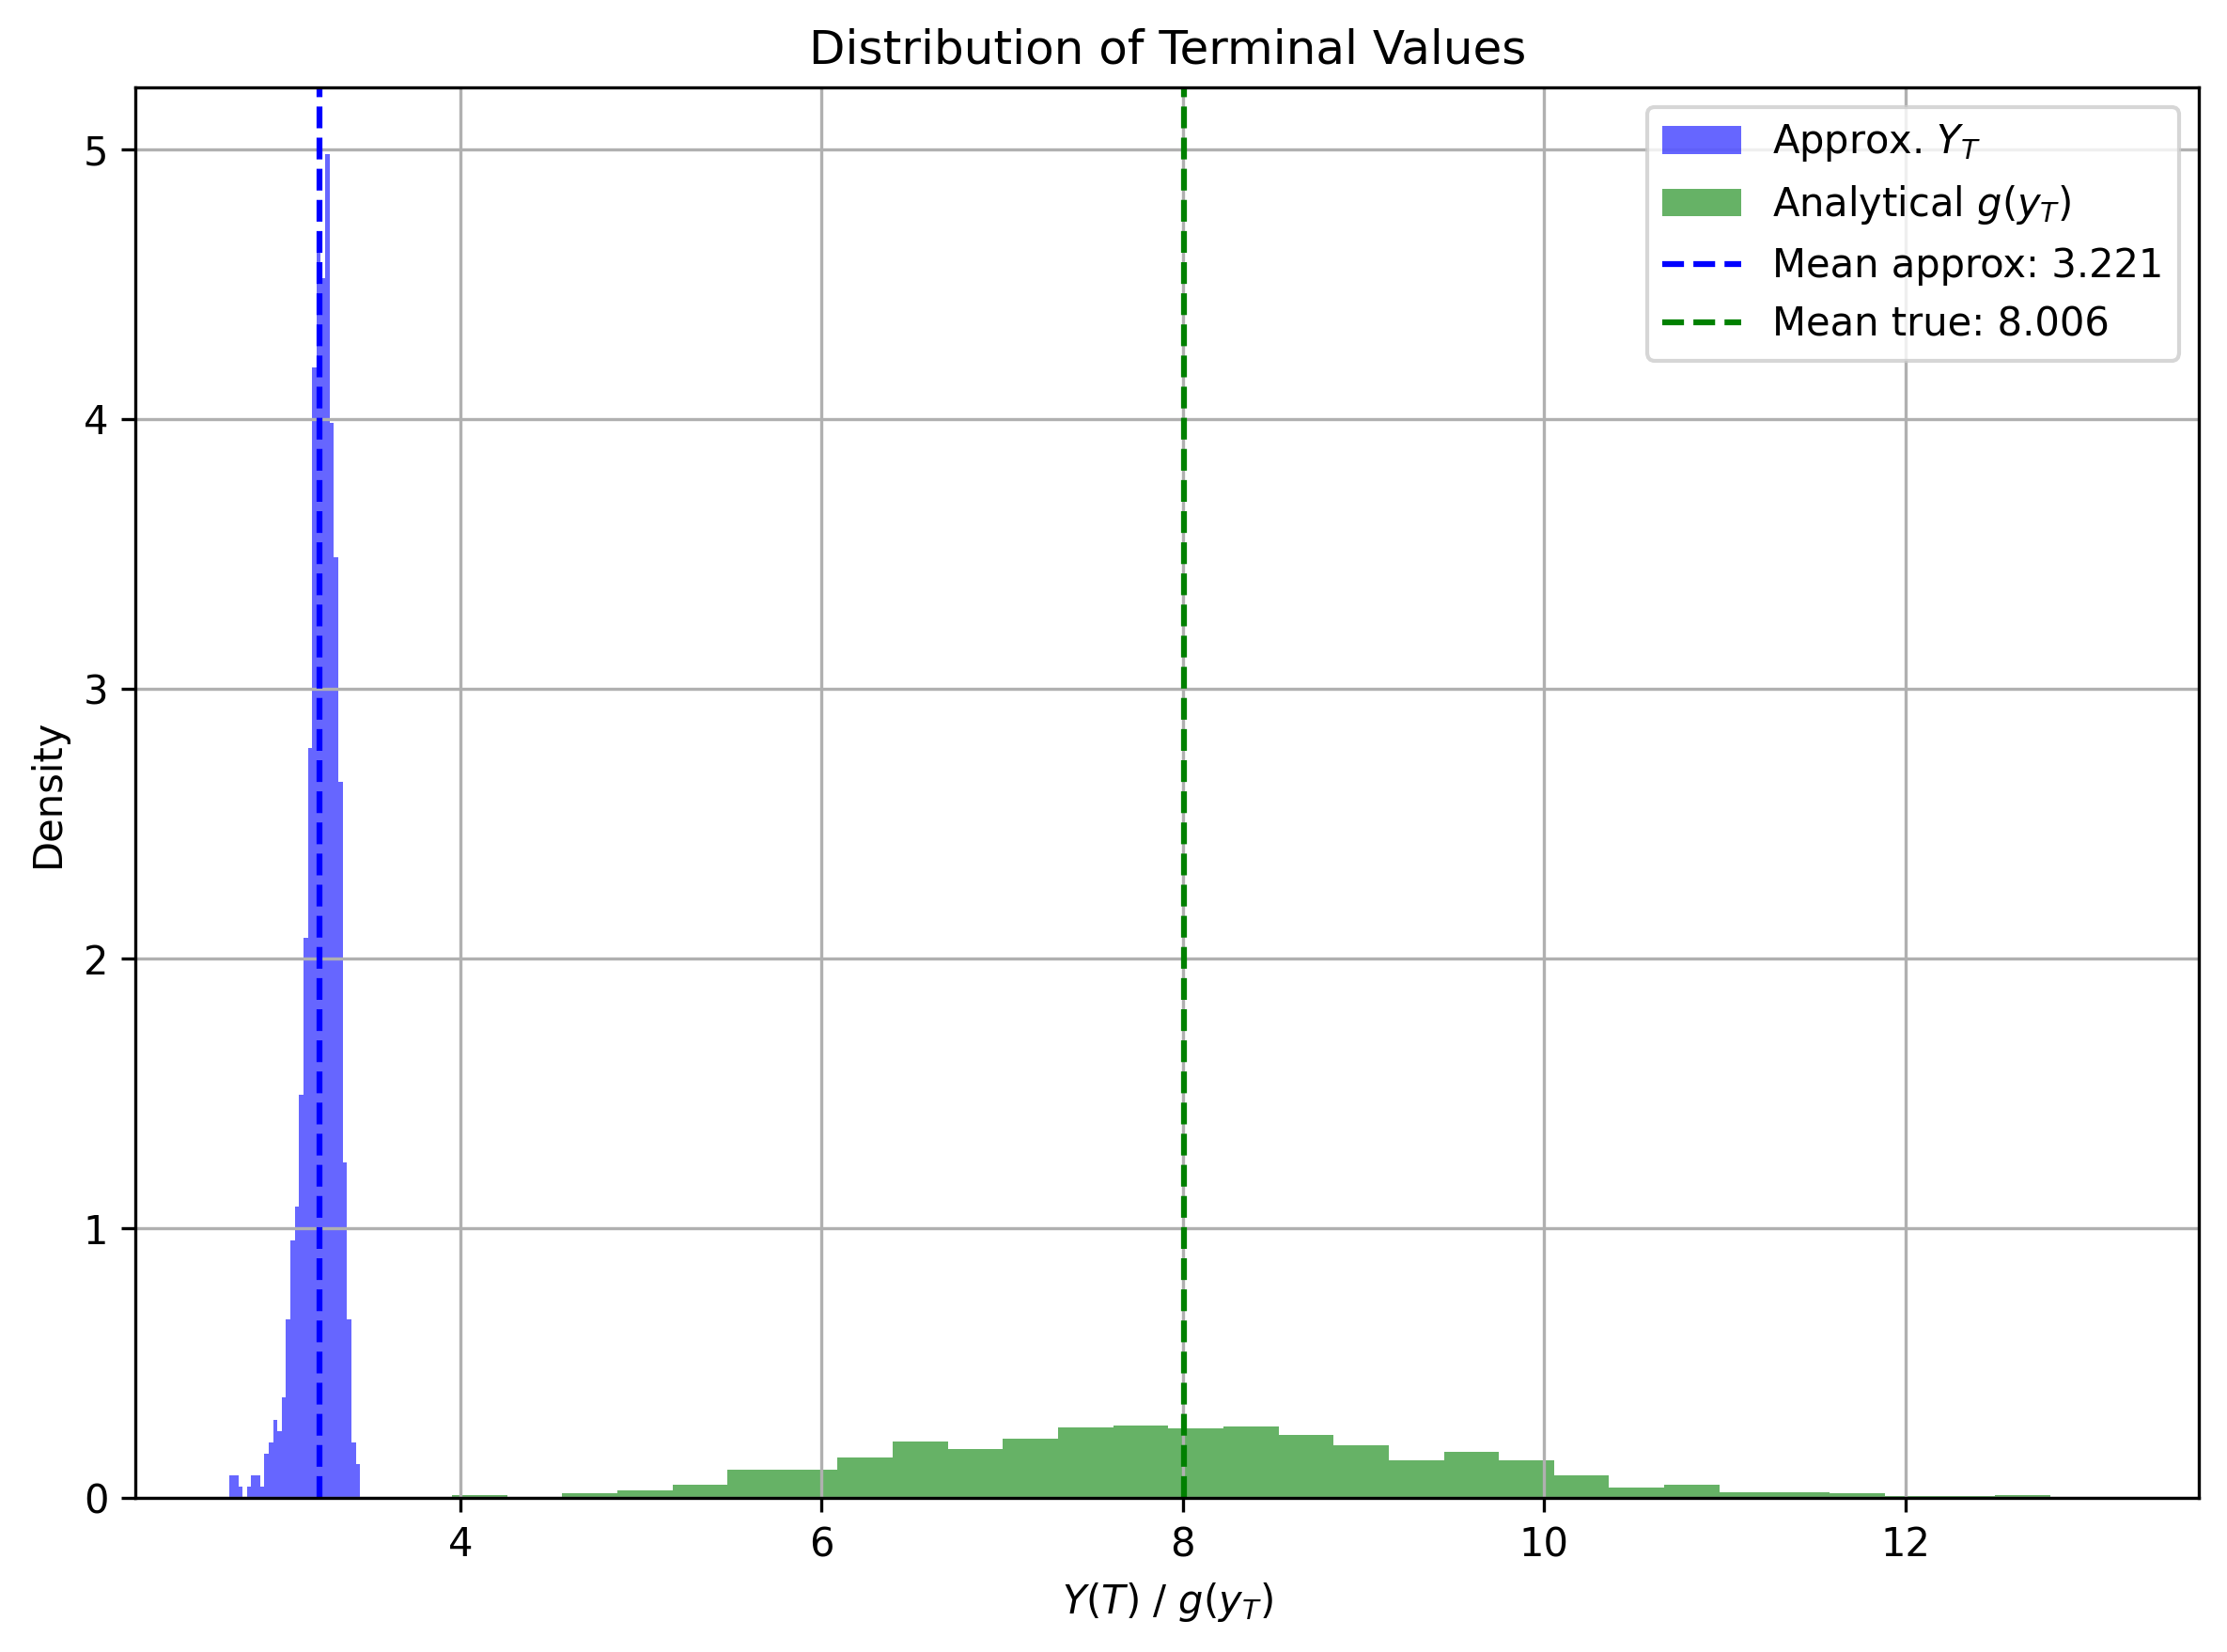 Distribution of Terminal Values
Approx. $Y_T$
Analytical $g(y_T)$
Mean approx: 3.221
Mean true: 8.006
Density
5
4
3
2
1
0
4 6 8 10 12
$Y(T)$ / $g(y_T)$